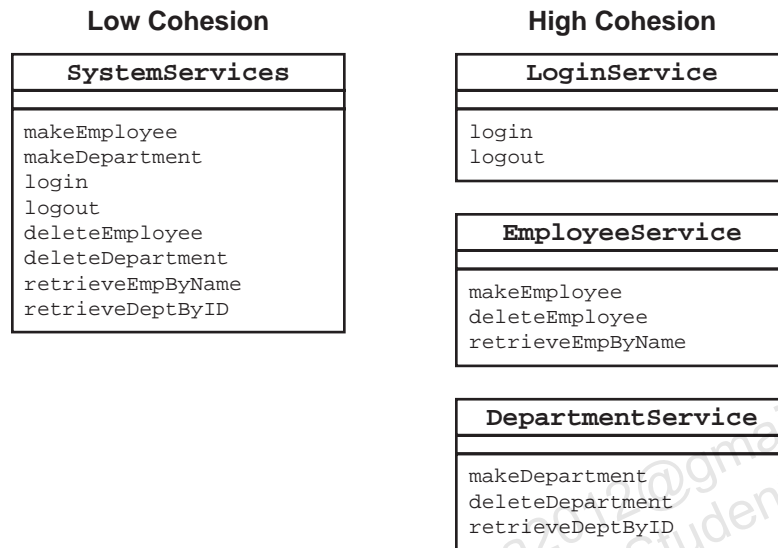 Low Cohesion
SystemServices
makeEmployee
makeDepartment
login
logout
deleteEmployee
deleteDepartment
retrieveEmpByName
retrieveDeptByID
High Cohesion
LoginService
login
logout
EmployeeService
makeEmployee
deleteEmployee
retrieveEmpByName
DepartmentService
makeDepartment
deleteDepartment
retrieveDeptByID